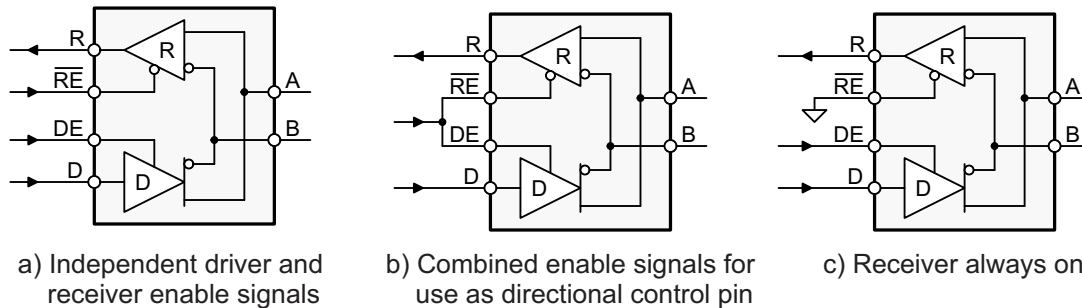 R
RE
DE
D
R
D
A
B
a) Independent driver and
receiver enable signals
R
RE
DE
D
R
D
A
B
b) Combined enable signals for
use as directional control pin
R
RE
DE
D
R
D
A
B
c) Receiver always on